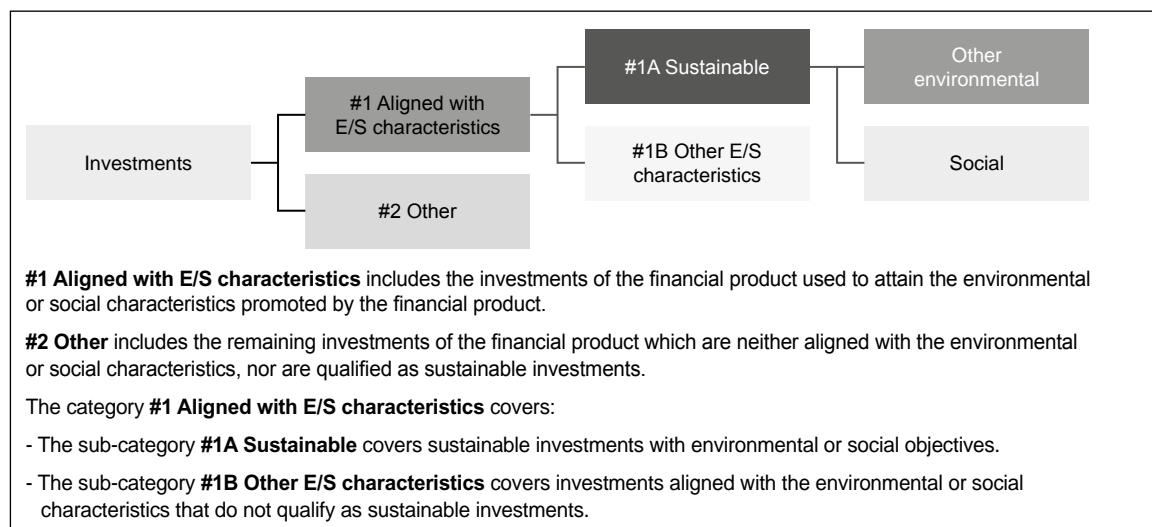 Investments
#1 Aligned with
E/S characteristics
#2 Other
#1A Sustainable
#1B Other E/S
characteristics
Other
environmental
Social
#1 Aligned with E/S characteristics includes the investments of the financial product used to attain the environmental
or social characteristics promoted by the financial product.
#2 Other includes the remaining investments of the financial product which are neither aligned with the environmental
or social characteristics, nor are qualified as sustainable investments.
The category #1 Aligned with E/S characteristics covers:
- The sub-category #1A Sustainable covers sustainable investments with environmental or social objectives.
- The sub-category #1B Other E/S characteristics covers investments aligned with the environmental or social
characteristics that do not qualify as sustainable investments.